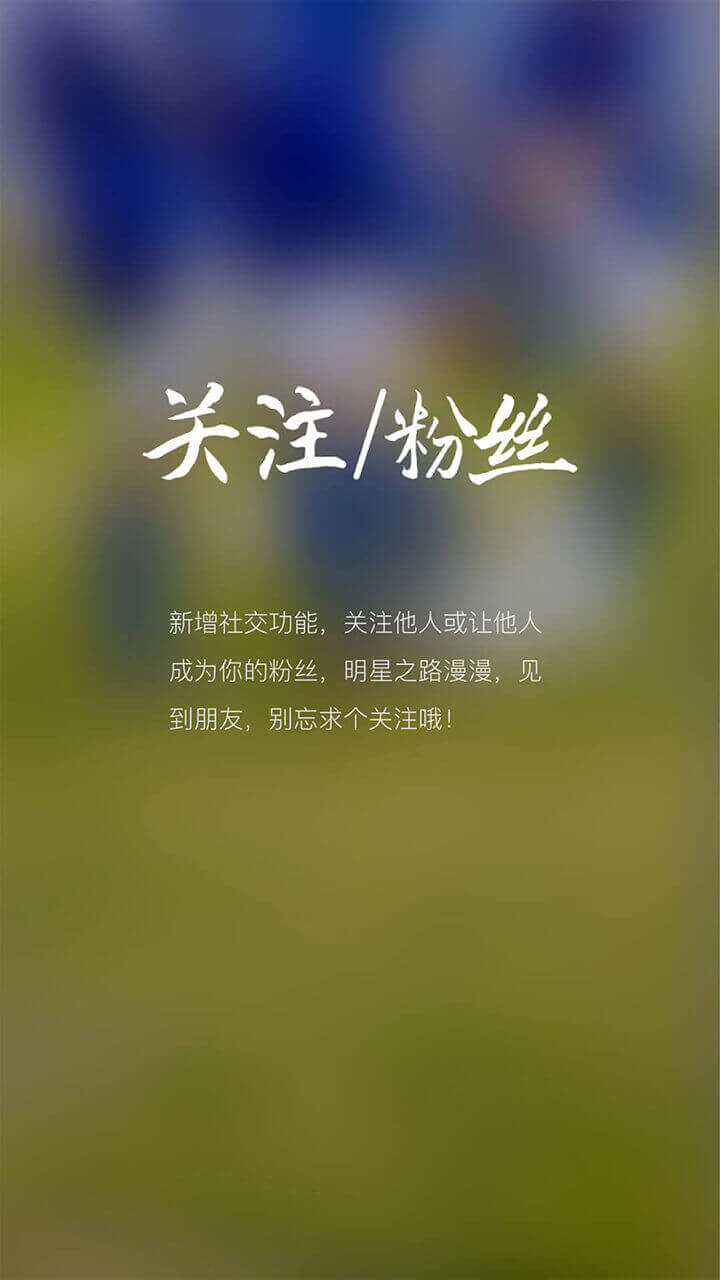 关注/粉丝
新增社交功能，关注他人或让他人
成为你的粉丝，明星之路漫漫，见
到朋友，别忘求个关注哦！